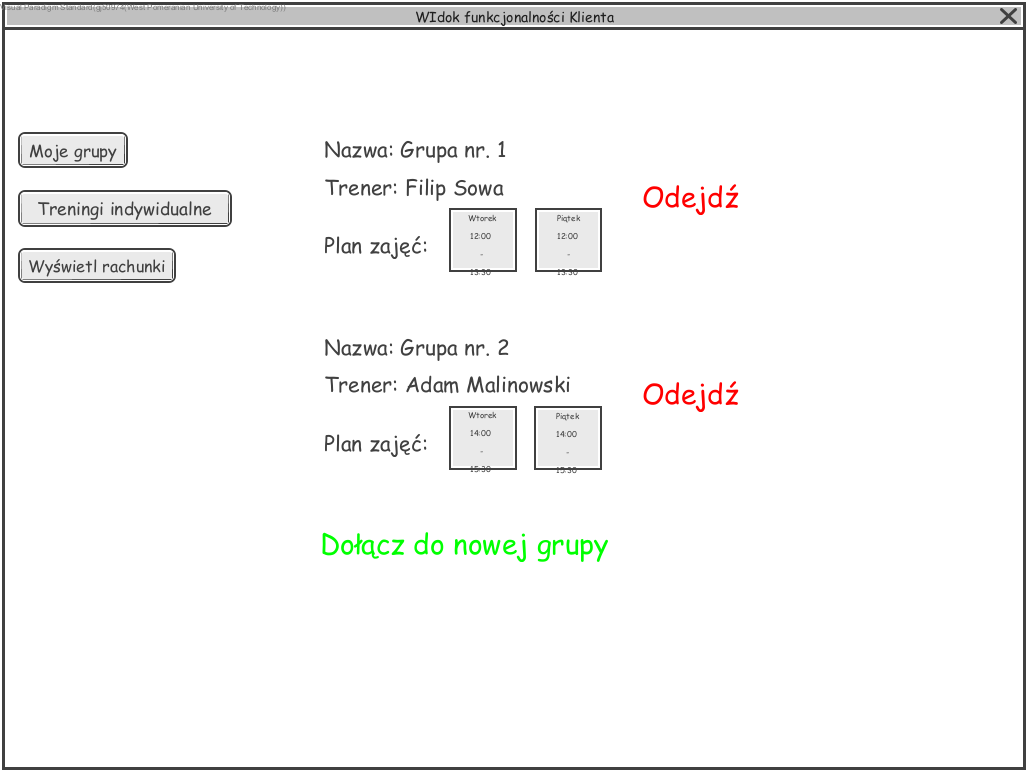 Visual Paradigm Standard(gb50974(West Pomeranian University of Technology))
WIdok funkcjonalności Klienta
Moje grupy
Treningi indywidualne
Wyświetl rachunki
Nazwa: Grupa nr. 1
Trener: Filip Sowa
Odejdź
Plan zajęć:
Wtorek
12:00
-
13:30
Piątek
12:00
-
13:30
Nazwa: Grupa nr. 2
Trener: Adam Malinowski
Odejdź
Plan zajęć:
Wtorek
14:00
-
15:30
Piątek
14:00
-
15:30
Dołącz do nowej grupy